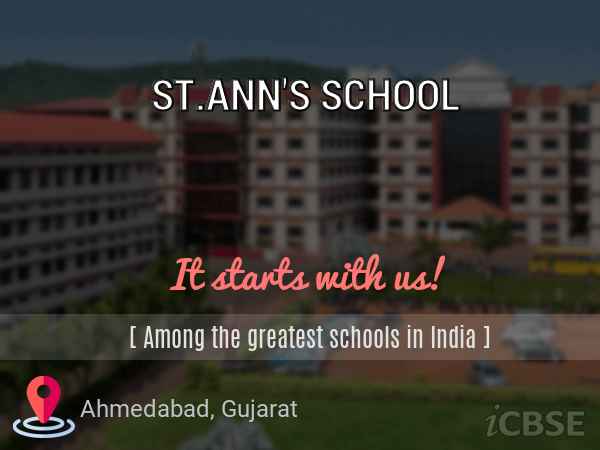 ST.ANN'S SCHOOL
It starts with us!
[ Among the greatest schools in India ]
Ahmedabad, Gujarat
iCBSE